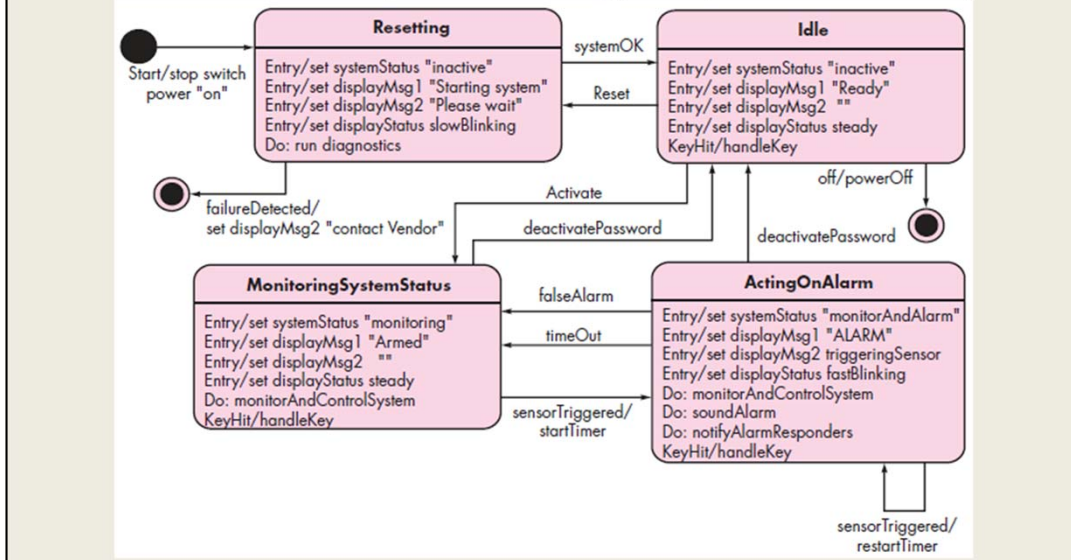 Resetting
Entry/set systemStatus "inactive"
Entry/set displayMsg1 "Starting system"
Entry/set displayMsg2 "Please wait"
Entry/set displayStatus slowBlinking
Do: run diagnostics
Start/stop switch
power "on"
systemOK
Reset
Idle
Entry/set systemStatus "inactive"
Entry/set displayMsg1 "Ready"
Entry/set displayMsg2 ""
Entry/set displayStatus steady
KeyHit/handleKey
failureDetected/
set displayMsg2 "contact Vendor"
Activate
deactivatePassword
off/powerOff
deactivatePassword
MonitoringSystemStatus
Entry/set systemStatus "monitoring"
Entry/set displayMsg1 "Armed"
Entry/set displayMsg2 ""
Entry/set displayStatus steady
Do: monitorAndControlSystem
KeyHit/handleKey
falseAlarm
timeOut
sensorTriggered/
startTimer
ActingOnAlarm
Entry/set systemStatus "monitorAndAlarm"
Entry/set displayMsg1 "ALARM"
Entry/set displayMsg2 triggeringSensor
Entry/set displayStatus fastBlinking
Do: monitorAndControlSystem
Do: soundAlarm
Do: notifyAlarmResponders
KeyHit/handleKey
sensorTriggered/
restartTimer